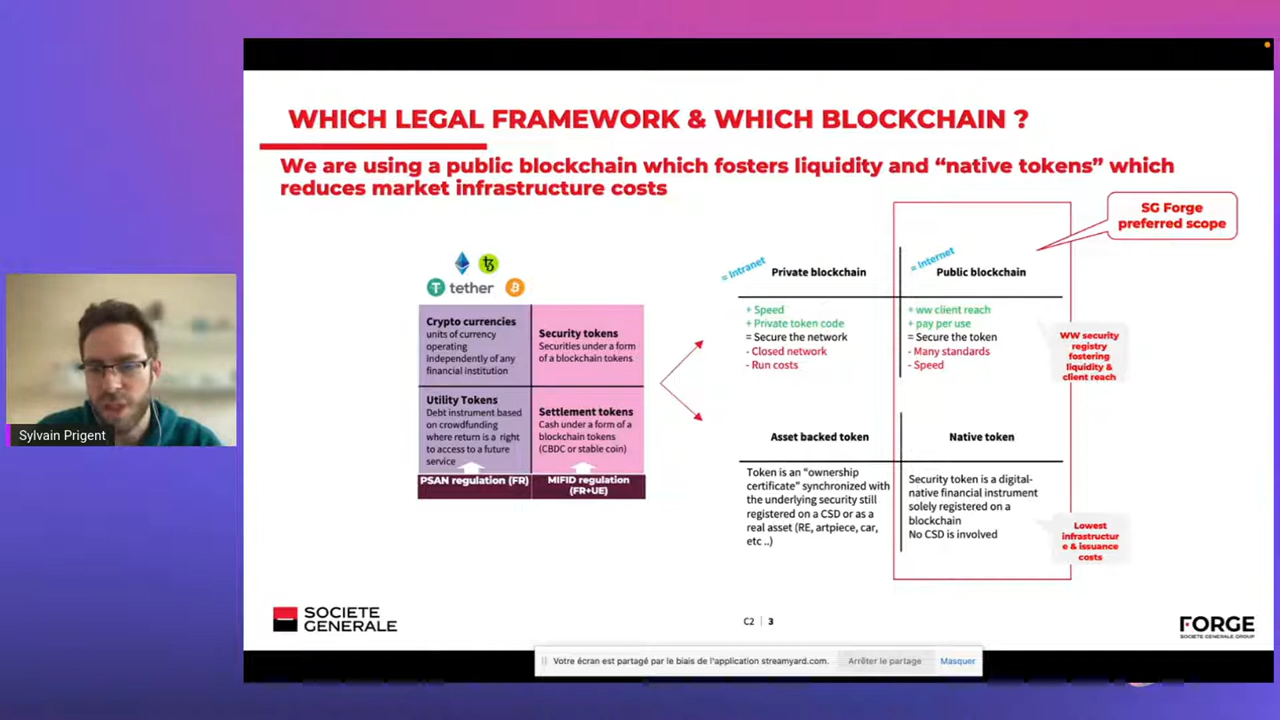 WHICH LEGAL FRAMEWORK & WHICH BLOCKCHAIN ?
We are using a public blockchain which fosters liquidity and “native tokens” which
reduces market infrastructure costs
SG Forge
preferred scope
tether
Crypto currencies
units of currency
operating
independently of any
financial institution
Security tokens
Securities under a form
of a blockchain tokens
Utility Tokens
Debt instrument based
on crowdfunding
where return is a right
to access to a future
service
Settlement tokens
Cash under a form of a
blockchain tokens
(CBDC or stable coin)
PSAN regulation (FR)
MIFID regulation
(FR+UE)
= Intranet
Private blockchain
+ Speed
+ Private token code
= Secure the network
- Closed network
- Run costs
= Internet
Public blockchain
+ ww client reach
+ pay per use
= Secure the token
- Many standards
- Speed
WW security
registry
fostering
liquidity &
client reach
Asset backed token
Token is an “ownership
certificate” synchronized with
the underlying security still
registered on a CSD or as a
real asset (RE, artpiece, car,
etc ..)
Native token
Security token is a digital-
native financial instrument
solely registered on a
blockchain
No CSD is involved
Lowest
infrastructur
e & issuance
costs
Sylvain Prigent
SOCIETE
GENERALE
C2 | 3
FORGE
SOCIETE GENERALE GROUP
Votre écran est partagé par le biais de l'application streamyard.com.
Arrêter le partage
Masquer